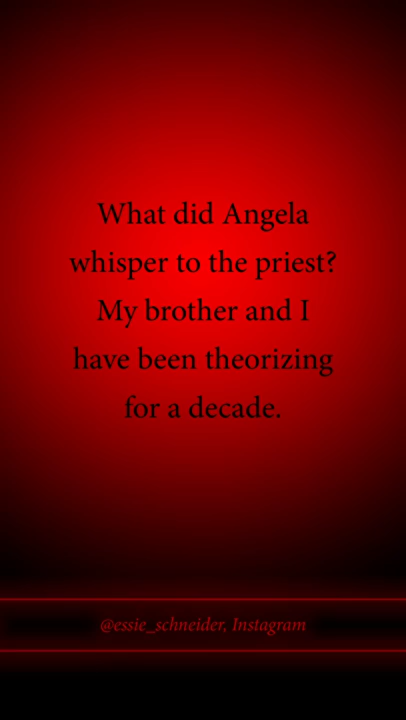 What did Angela
whisper to the priest?
My brother and I
have been theorizing
for a decade.
@essie_schneider, Instagram